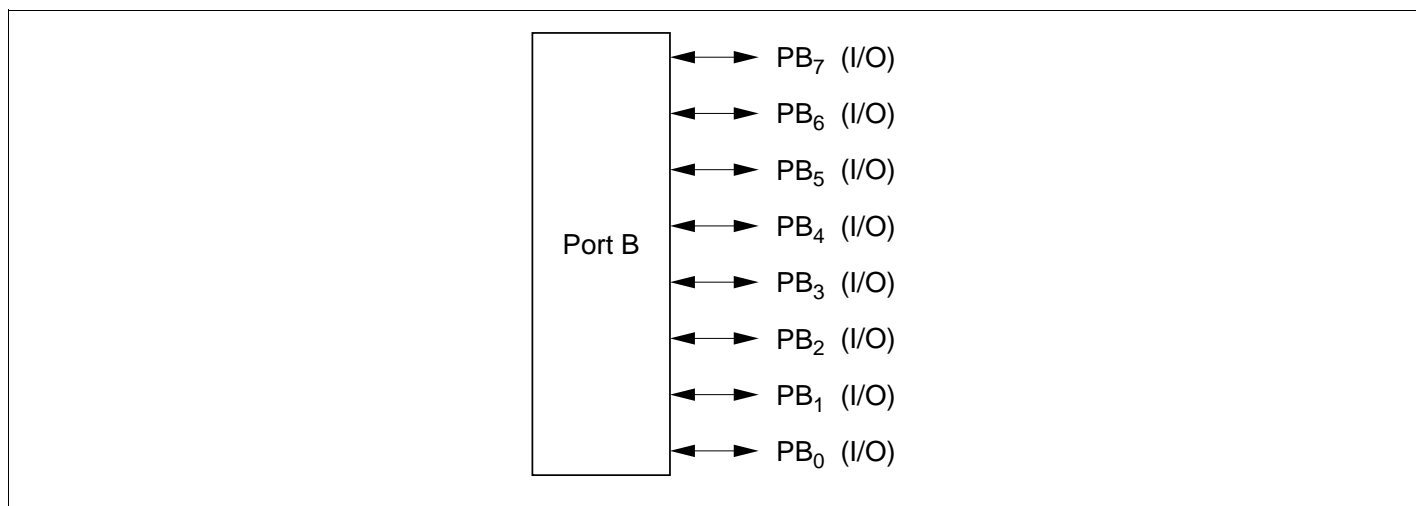 PB₇ (I/O)
PB₆ (I/O)
PB₅ (I/O)
PB₄ (I/O)
Port B
PB₃ (I/O)
PB₂ (I/O)
PB₁ (I/O)
PB₀ (I/O)